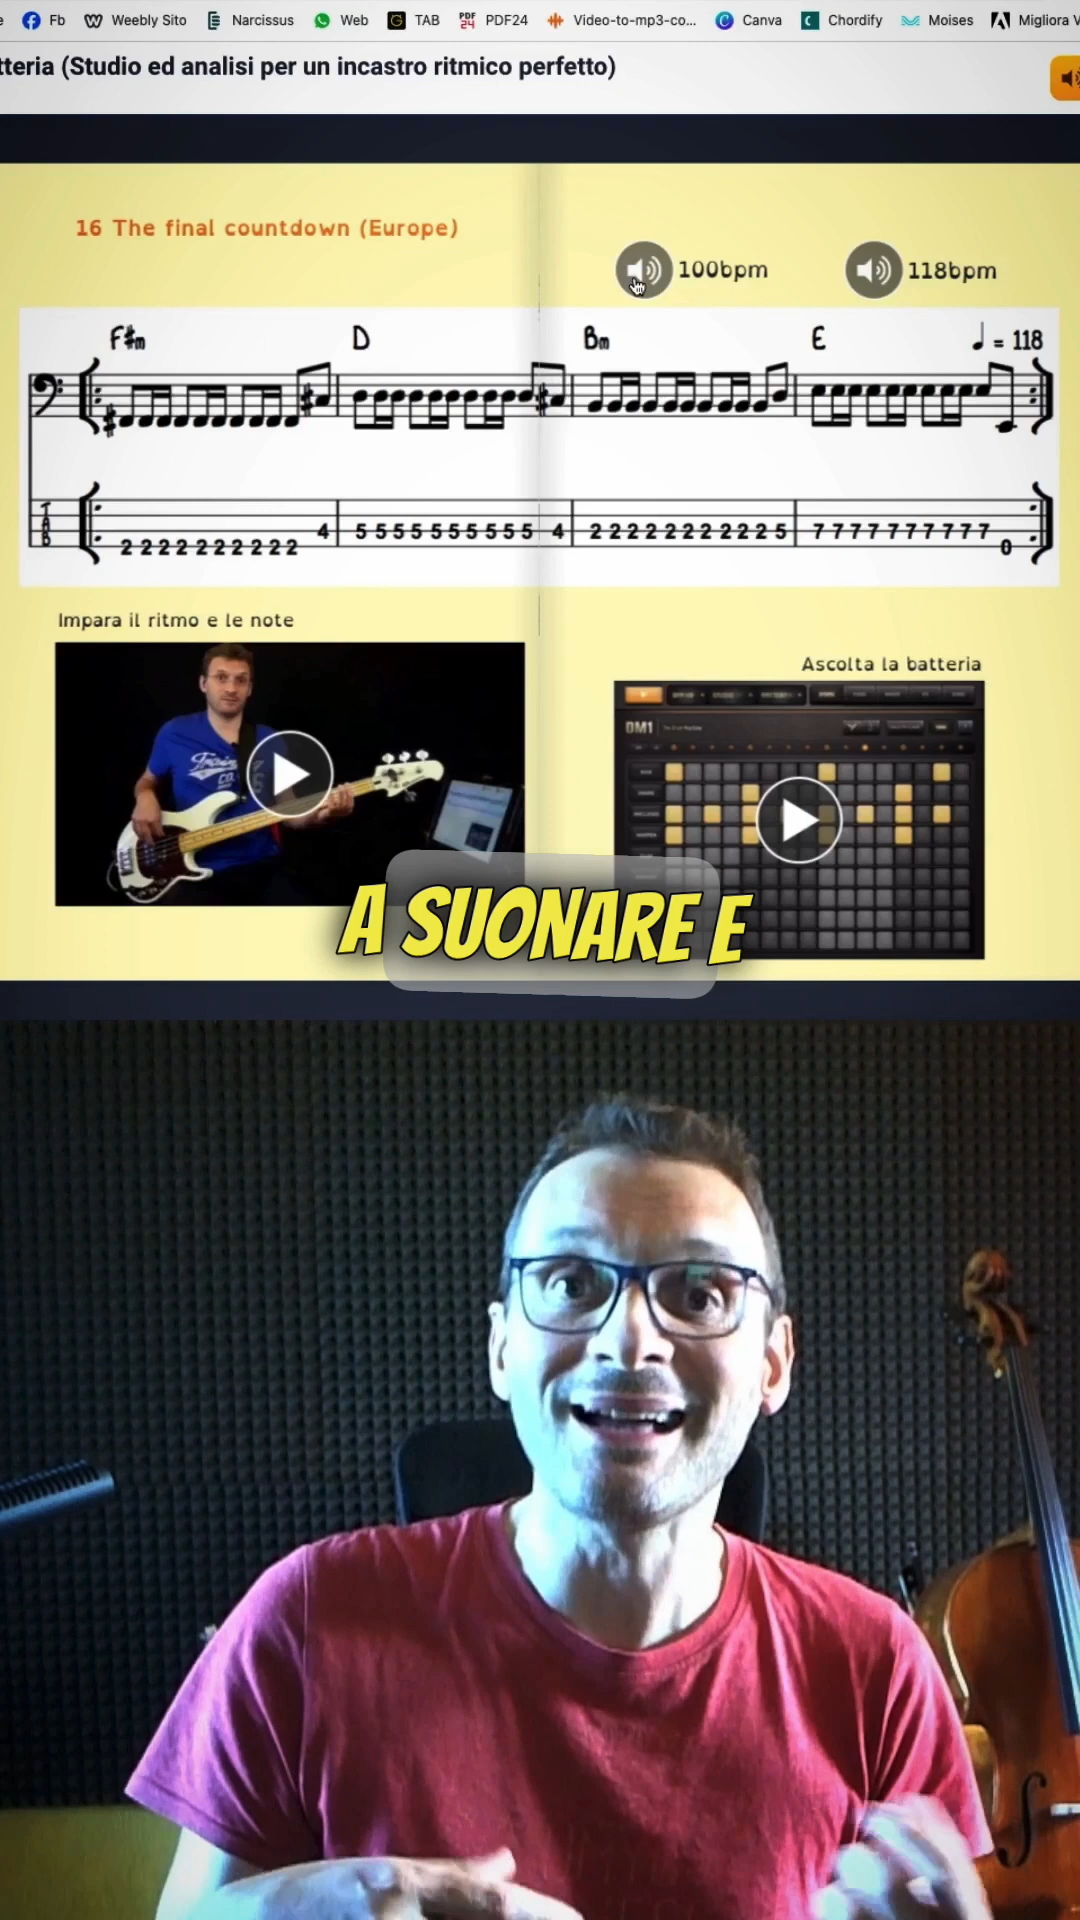 Fb Weebly Sito Narcissus Web TAB PDF24 Video-to-mp3-co... Canva Chordify Moises Migliora V
tteria (Studio ed analisi per un incastro ritmico perfetto)
16 The final countdown (Europe)
100bpm 118bpm
F#m D Bm E ♩ = 118
T
A
B
4 5 5 5 5 5 5 5 5 5 5 5 4 2 2 2 2 2 2 2 2 2 2 5 7 7 7 7 7 7 7 7 7 7
2 2 2 2 2 2 2 2 2 2 0
Impara il ritmo e le note
Ascolta la batteria
DM1
A SUONARE E